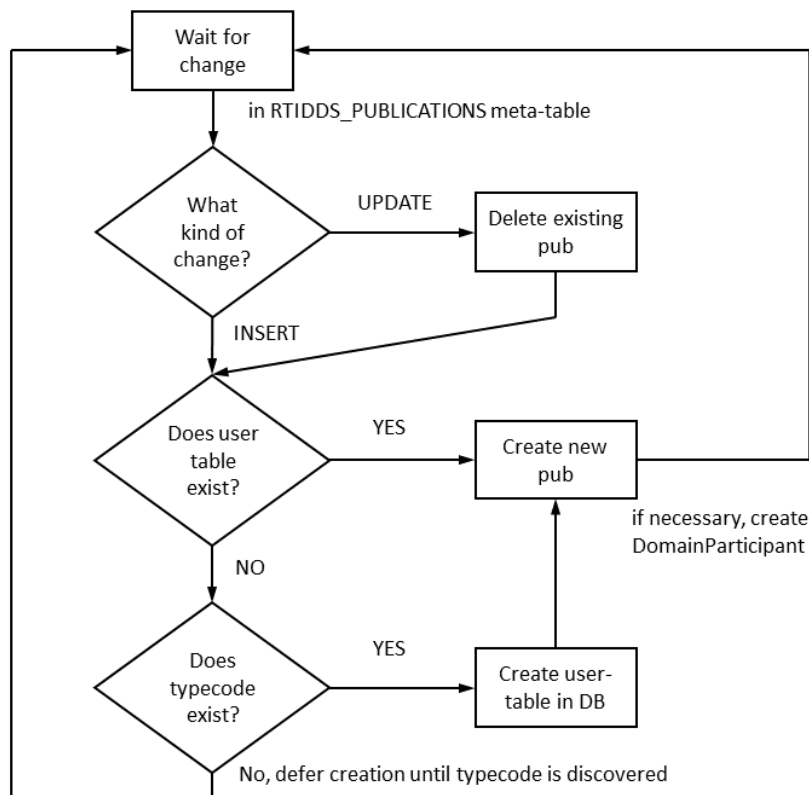 Wait for
change
in RTIDDS_PUBLICATIONS meta-table
What
kind of
change?
UPDATE
Delete existing
pub
INSERT
Does user
table
exist?
YES
Create new
pub
if necessary, create
DomainParticipant
NO
Does
typecode
exist?
YES
Create user-
table in DB
No, defer creation until typecode is discovered